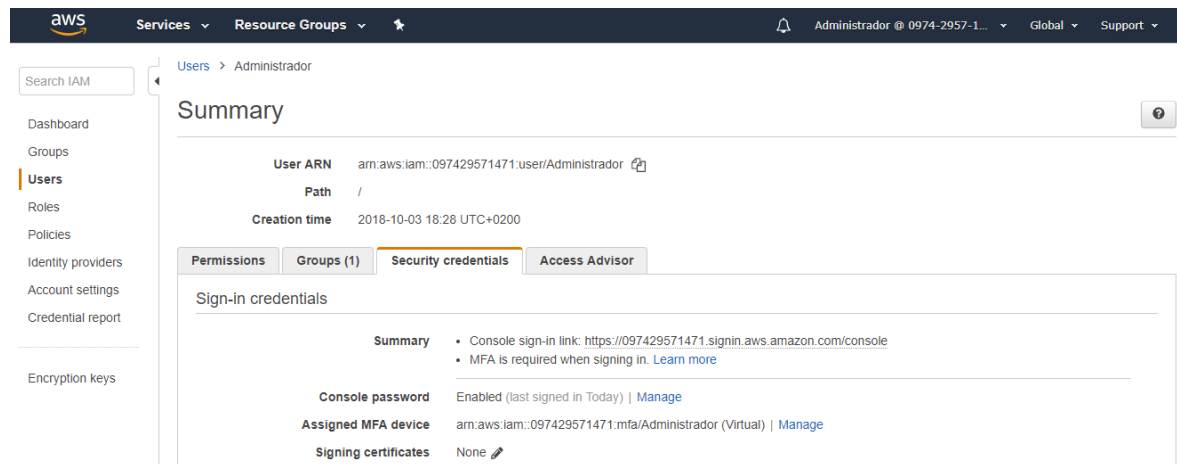 aws Services Resource Groups Administrador @ 0974-2957-1... Global Support
Search IAM
Dashboard
Groups
Users
Roles
Policies
Identity providers
Account settings
Credential report
Encryption keys
Users > Administrador
Summary
User ARN arn:aws:iam::097429571471:user/Administrador
Path /
Creation time 2018-10-03 18:28 UTC+0200
Permissions Groups (1) Security credentials Access Advisor
Sign-in credentials
Summary • Console sign-in link: https://097429571471.signin.aws.amazon.com/console
• MFA is required when signing in. Learn more
Console password Enabled (last signed in Today) | Manage
Assigned MFA device arn:aws:iam::097429571471:mfa/Administrador (Virtual) | Manage
Signing certificates None